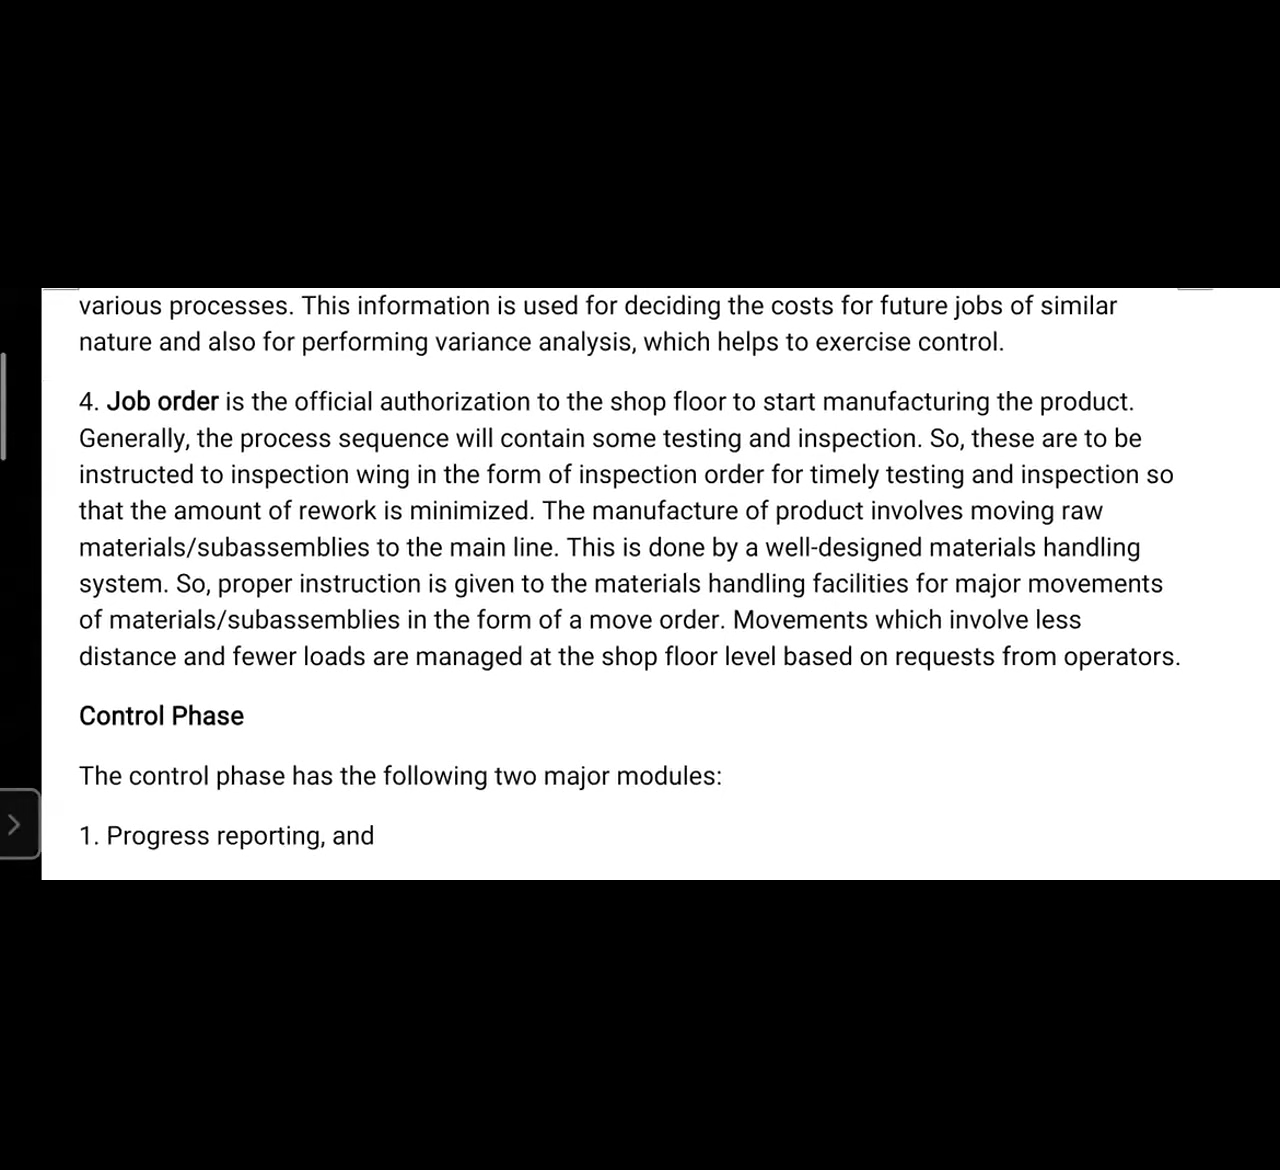 various processes. This information is used for deciding the costs for future jobs of similar
nature and also for performing variance analysis, which helps to exercise control.
4. Job order is the official authorization to the shop floor to start manufacturing the product.
Generally, the process sequence will contain some testing and inspection. So, these are to be
instructed to inspection wing in the form of inspection order for timely testing and inspection so
that the amount of rework is minimized. The manufacture of product involves moving raw
materials/subassemblies to the main line. This is done by a well-designed materials handling
system. So, proper instruction is given to the materials handling facilities for major movements
of materials/subassemblies in the form of a move order. Movements which involve less
distance and fewer loads are managed at the shop floor level based on requests from operators.
Control Phase
The control phase has the following two major modules:
1. Progress reporting, and